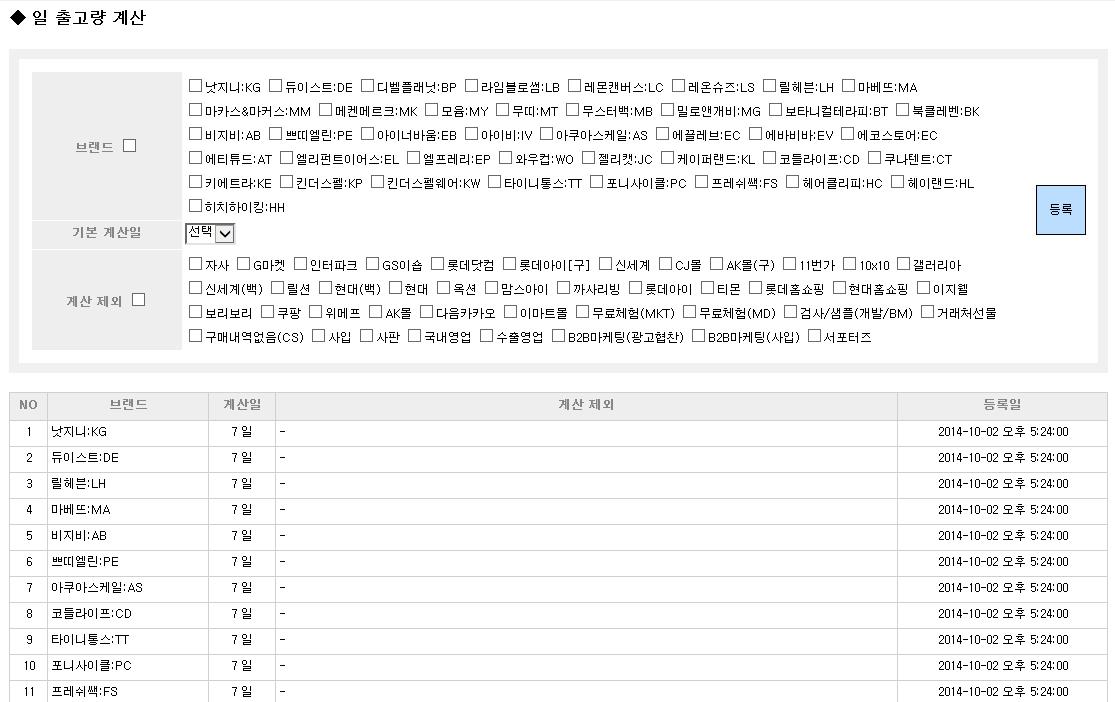 ◆ 일 출고량 계산
브랜드
낫지니:KG 듀이스트:DE 디벨플래닛:BP 라임블로썸:LB 레몬캔버스:LC 레온슈즈:LS 릴헤븐:LH 마베뜨:MA
마카스&마커스:MM 메켄메르크:MK 모윰:MY 무띠:MT 무스터백:MB 밀로앤개비:MG 보타니컬테라피:BT 북클레벤:BK
비지비:AB 쁘띠엘린:PE 아이너바움:EB 아이비:IV 아쿠아스케일:AS 에끌레브:EC 에바비바:EV 에코스토어:EC
에티튜드:AT 엘리펀트이어스:EL 엘프레리:EP 와우컵:WO 젤리캣:JC 케이퍼랜드:KL 코들라이프:CD 쿠나텐트:CT
키에트라:KE 킨더스펠:KP 킨더스펠웨어:KW 타이니통스:TT 포니사이클:PC 프레쉬쌕:FS 헤어클리피:HC 헤이랜드:HL
히치하이킹:HH
기본 계산일 선택
등록
계산 제외
자사 G마켓 인터파크 GS이숍 롯데닷컴 롯데아이[구] 신세계 CJ몰 AK몰(구) 11번가 10x10 갤러리아
신세계(백) 릴션 현대(백) 현대 옥션 맘스아이 까사리빙 롯데아이 티몬 롯데홈쇼핑 현대홈쇼핑 이지웰
보리보리 쿠팡 위메프 AK몰 다음카카오 이마트몰 무료체험(MKT) 무료체험(MD) 검사/샘플(개발/BM) 거래처선물
구매내역없음(CS) 사입 사판 국내영업 수출영업 B2B마케팅(광고협찬) B2B마케팅(사입) 서포터즈
NO 브랜드 계산일 계산 제외 등록일
1 낫지니:KG 7 일 - 2014-10-02 오후 5:24:00
2 듀이스트:DE 7 일 - 2014-10-02 오후 5:24:00
3 릴헤븐:LH 7 일 - 2014-10-02 오후 5:24:00
4 마베뜨:MA 7 일 - 2014-10-02 오후 5:24:00
5 비지비:AB 7 일 - 2014-10-02 오후 5:24:00
6 쁘띠엘린:PE 7 일 - 2014-10-02 오후 5:24:00
7 아쿠아스케일:AS 7 일 - 2014-10-02 오후 5:24:00
8 코들라이프:CD 7 일 - 2014-10-02 오후 5:24:00
9 타이니통스:TT 7 일 - 2014-10-02 오후 5:24:00
10 포니사이클:PC 7 일 - 2014-10-02 오후 5:24:00
11 프레쉬쌕:FS 7 일 - 2014-10-02 오후 5:24:00